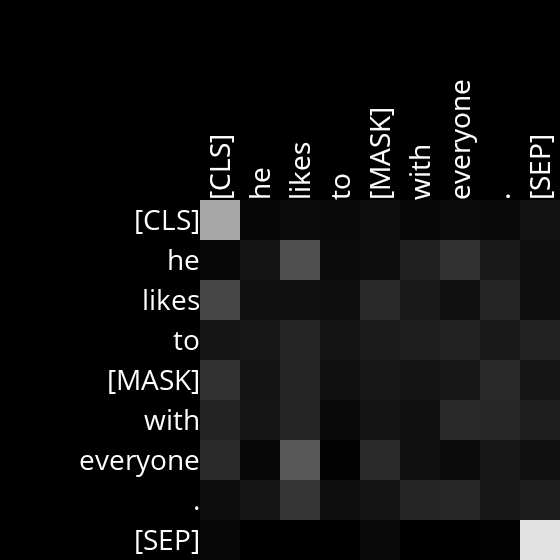 [CLS] he likes to [MASK] with everyone . [SEP]
[CLS]
he
likes
to
[MASK]
with
everyone
.
[SEP]